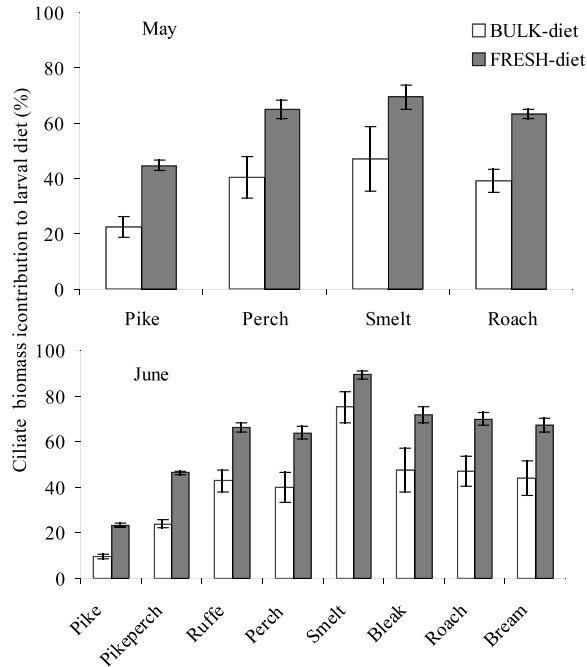 May
BULK-diet
FRESH-diet
100
80
60
40
20
0
Pike Perch Smelt Roach
Ciliate biomass icontribution to larval diet (%)
June
100
80
60
40
20
0
Pike Pikeperch Ruffe Perch Smelt Bleak Roach Bream